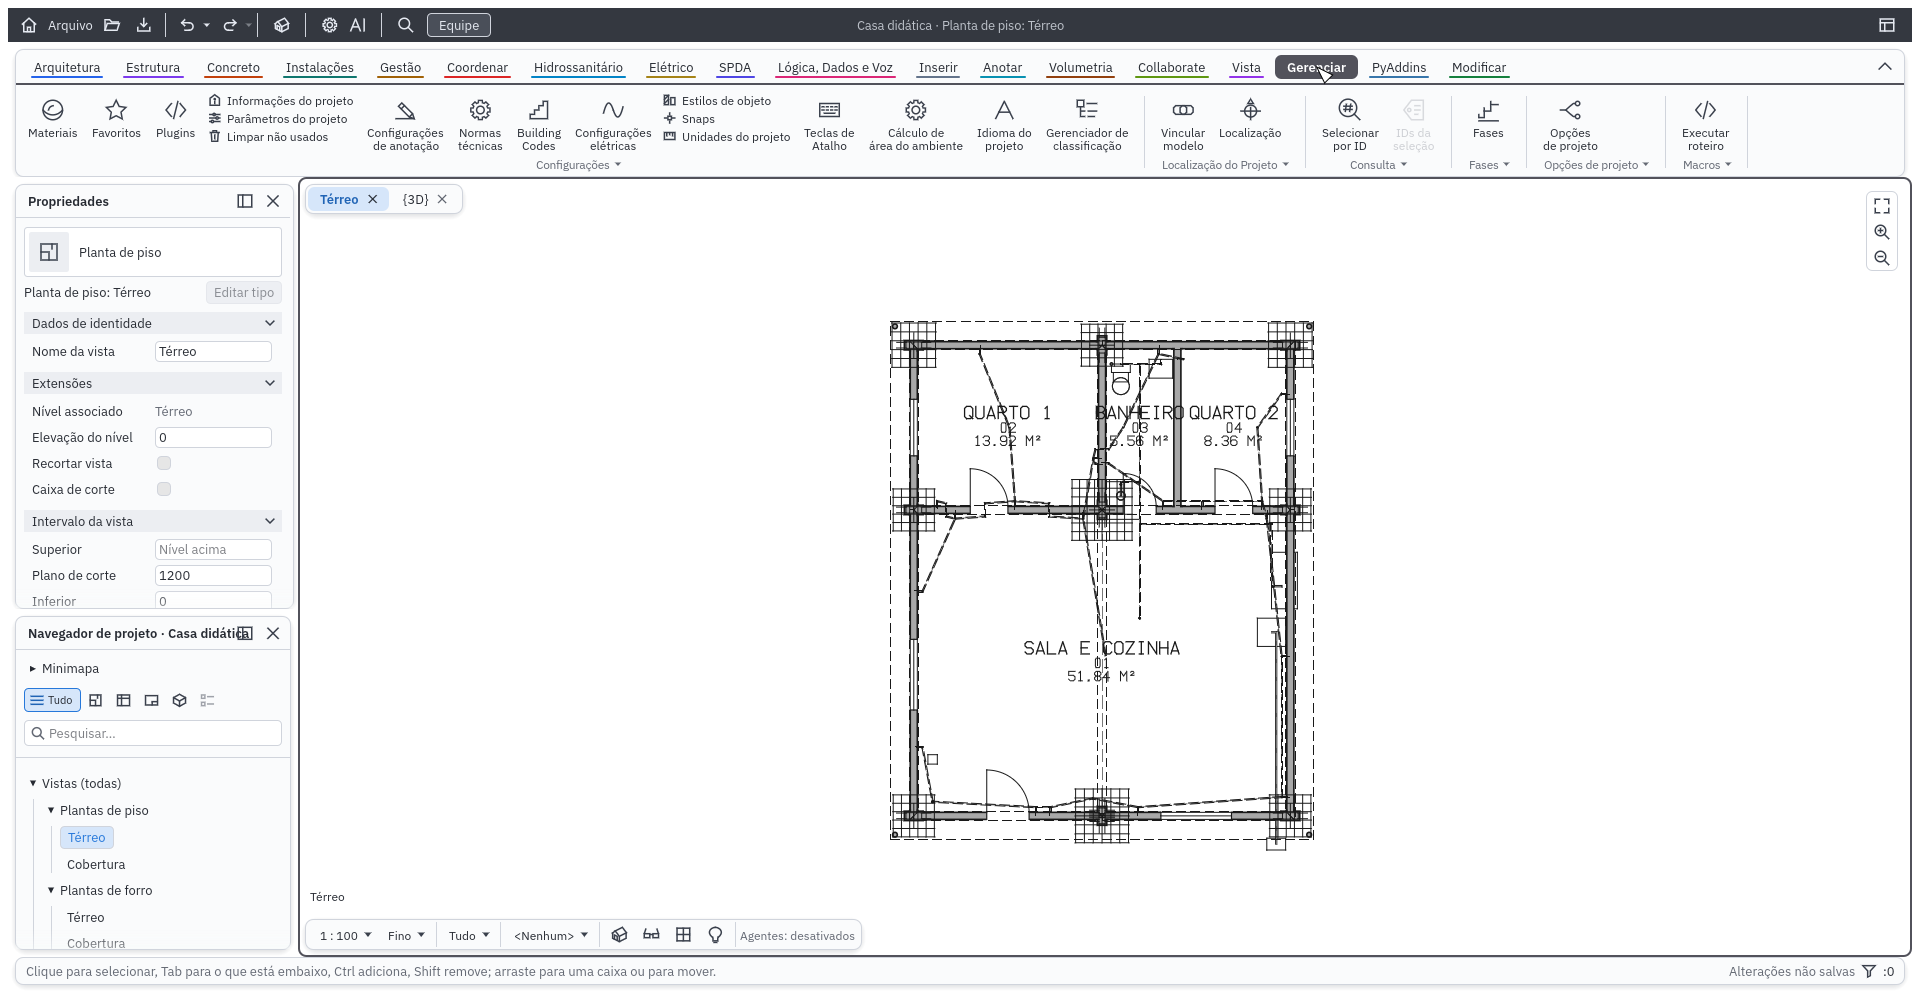 Arquivo
AI
Equipe
Casa didática · Planta de piso: Térreo
Arquitetura
Estrutura
Concreto
Instalações
Gestão
Coordenar
Hidrossanitário
Elétrico
SPDA
Lógica, Dados e Voz
Inserir
Anotar
Volumetria
Collaborate
Vista
Gerenciar
PyAddins
Modificar
Materiais
Favoritos
Plugins
Informações do projeto
Parâmetros do projeto
Limpar não usados
Configurações
de anotação
Normas
técnicas
Building
Codes
Configurações
elétricas
Estilos de objeto
Snaps
Unidades do projeto
Teclas de
Atalho
Cálculo de
área do ambiente
Idioma do
projeto
Gerenciador de
classificação
Configurações
Vincular
modelo
Localização
Localização do Projeto
Selecionar
por ID
IDs da
seleção
Consulta
Fases
Fases
Opções
de projeto
Opções de projeto
Executar
roteiro
Macros
Propriedades
Planta de piso
Planta de piso: Térreo
Editar tipo
Dados de identidade
Nome da vista
Térreo
Extensões
Nível associado
Térreo
Elevação do nível
0
Recortar vista
Caixa de corte
Intervalo da vista
Superior
Nível acima
Plano de corte
1200
Inferior
0
Navegador de projeto · Casa didática
Minimapa
Tudo
Pesquisar...
Vistas (todas)
Plantas de piso
Térreo
Cobertura
Plantas de forro
Térreo
Cobertura
Térreo
{3D}
QUARTO 1
02
13.92 M²
BANHEIRO
03
5.56 M²
QUARTO 2
04
8.36 M²
SALA E COZINHA
01
51.84 M²
Térreo
1 : 100
Fino
Tudo
<Nenhum>
Agentes: desativados
Clique para selecionar, Tab para o que está embaixo, Ctrl adiciona, Shift remove; arraste para uma caixa ou para mover.
Alterações não salvas
:0